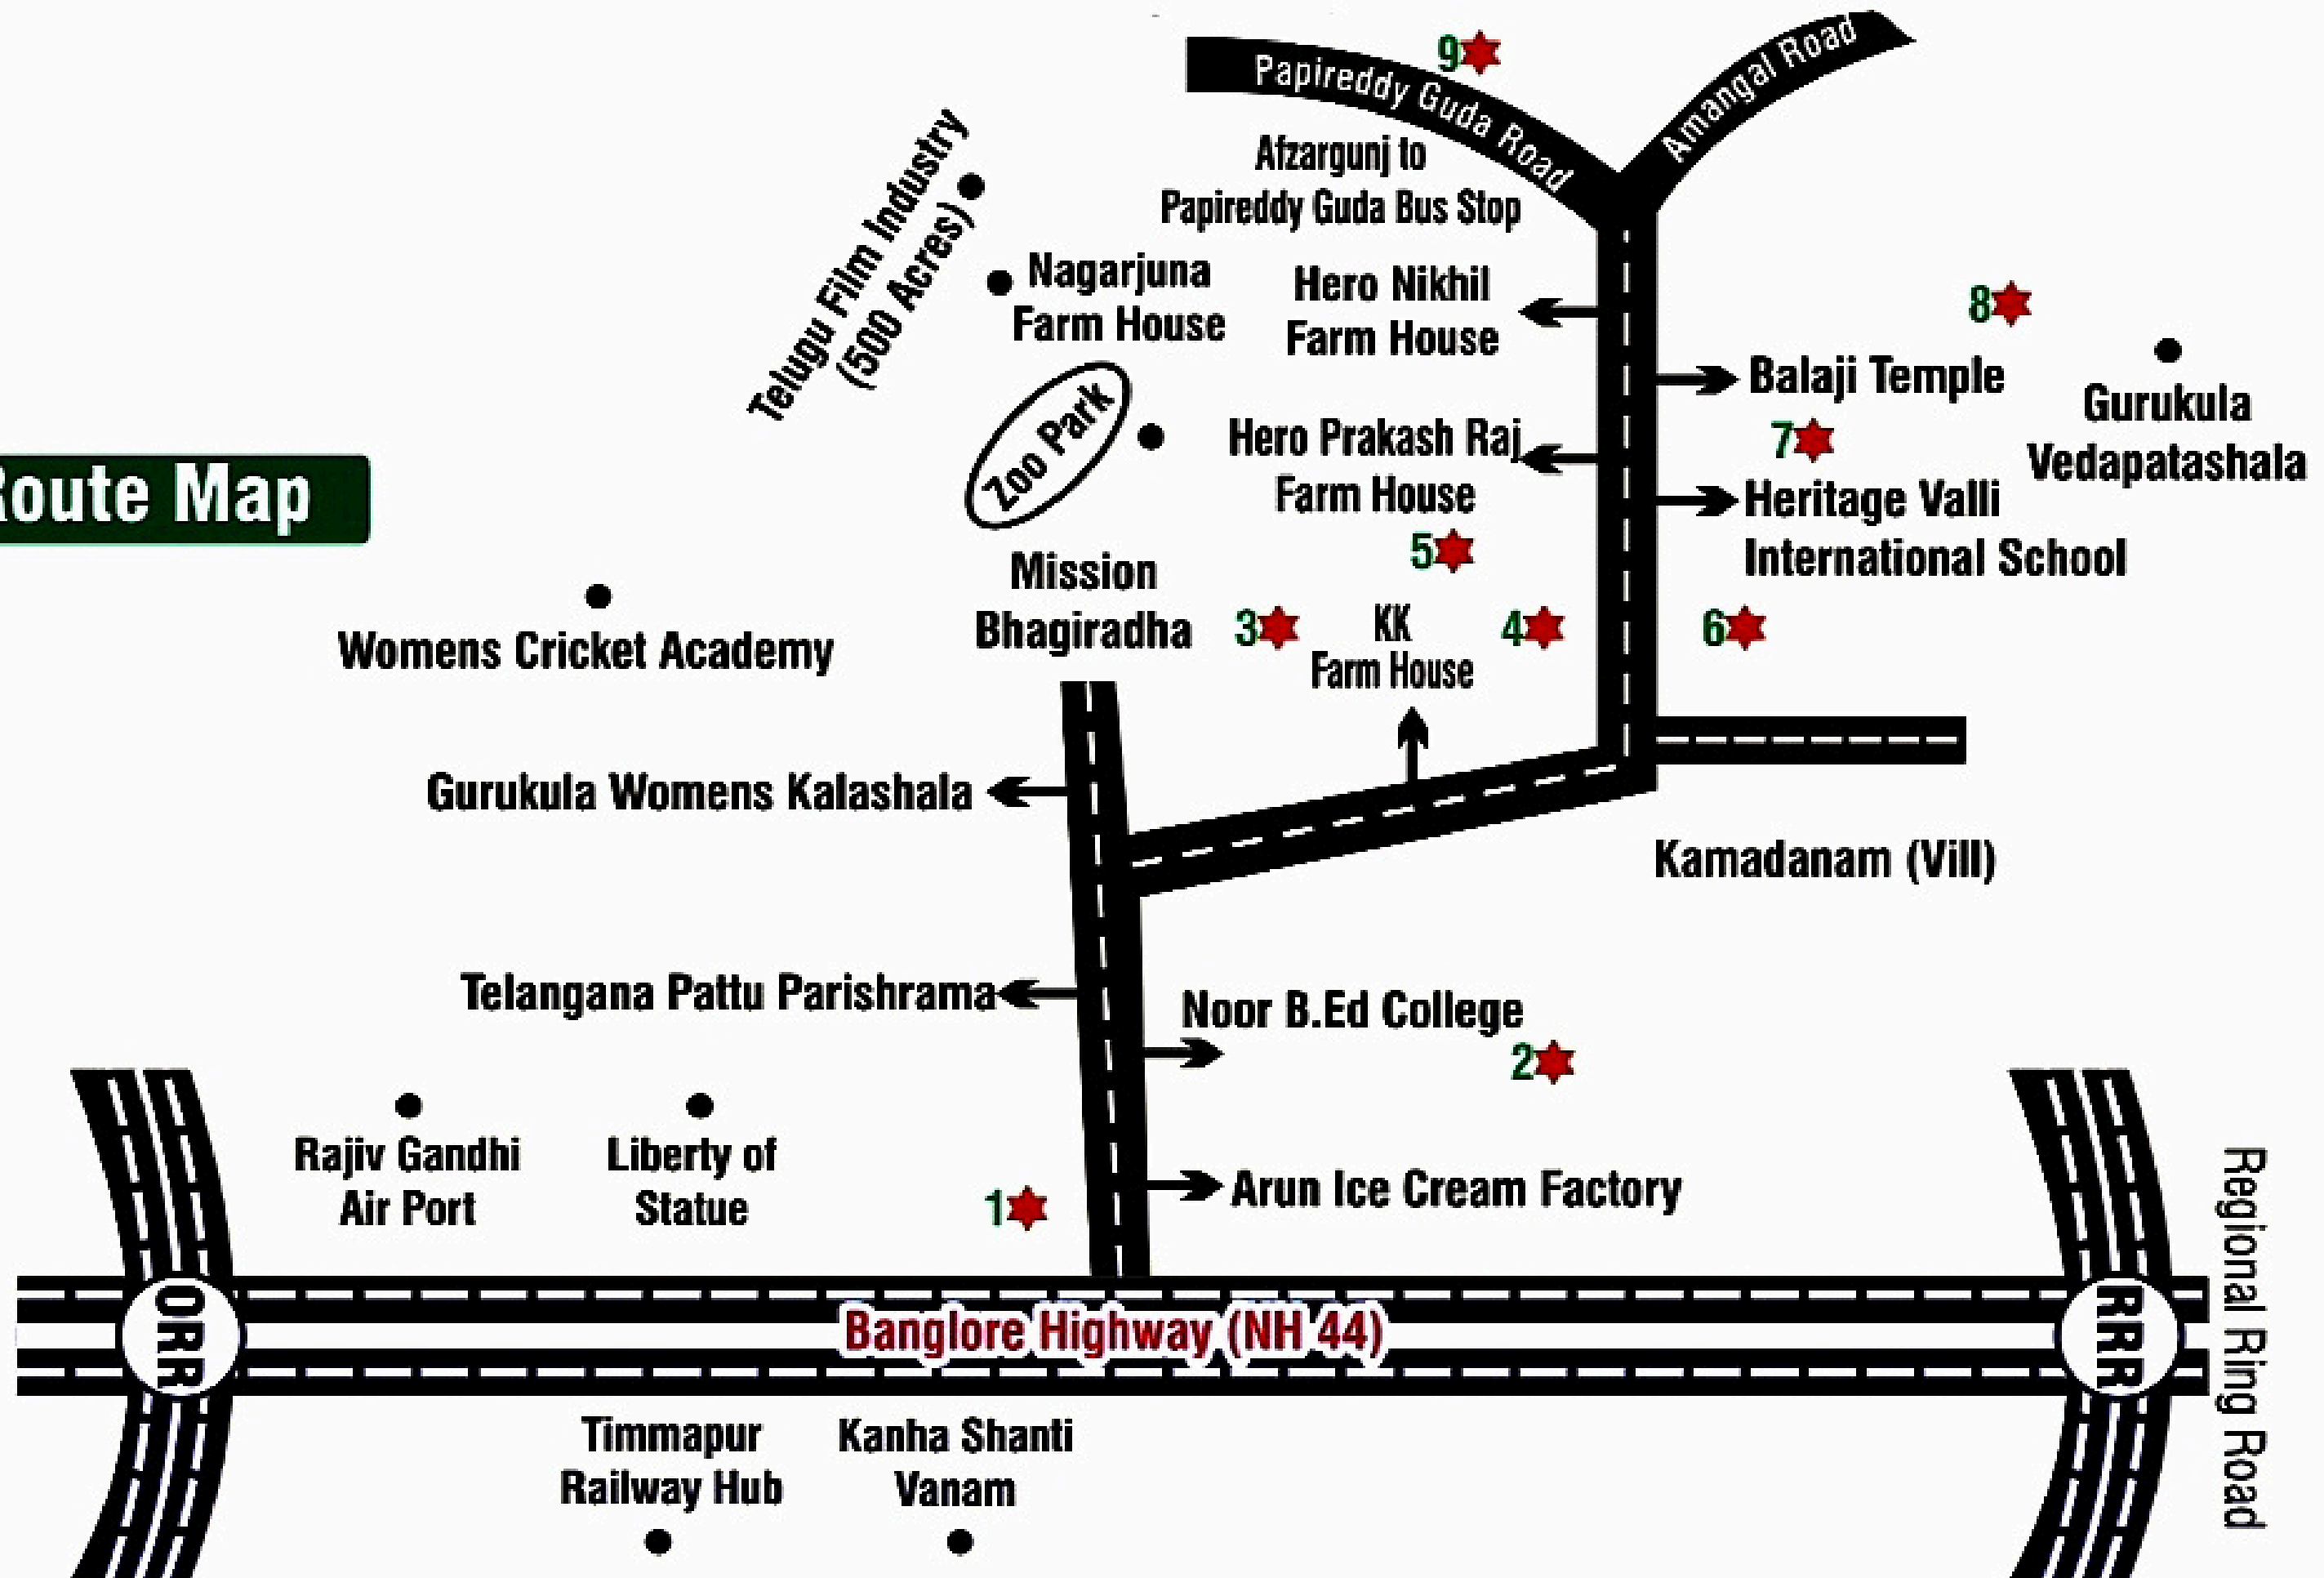 9
Papireddy Guda Road
Amangal Road
Afzargunj to
Papireddy Guda Bus Stop
Telugu Film Industry
(500 Acres)
Nagarjuna
Farm House
Hero Nikhil
Farm House
8
Balaji Temple
Gurukula
Vedapatashala
Zoo Park
Hero Prakash Raj
Farm House
7
Heritage Valli
International School
Route Map
5
Mission
Bhagiradha
3
KK
Farm House
4
6
Womens Cricket Academy
Gurukula Womens Kalashala
Kamadanam (Vill)
Telangana Pattu Parishrama
Noor B.Ed College
2
Rajiv Gandhi
Air Port
Liberty of
Statue
1
Arun Ice Cream Factory
ORR
Banglore Highway (NH 44)
RRR
Regional Ring Road
Timmapur
Railway Hub
Kanha Shanti
Vanam